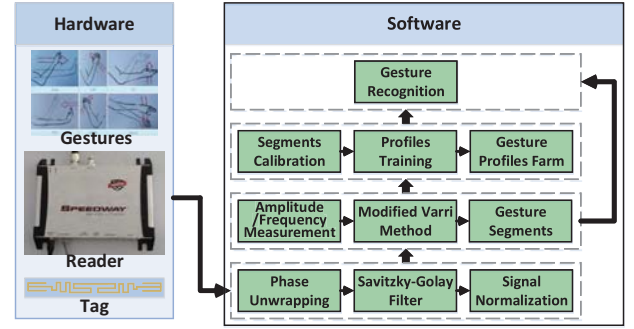 Hardware
Software
Gestures
SPEEDWAY
Reader
Tag
Gesture
Recognition
Segments
Calibration
Profiles
Training
Gesture
Profiles Farm
Amplitude
/Frequency
Measurement
Modified Varri
Method
Gesture
Segments
Phase
Unwrapping
Savitzky-Golay
Filter
Signal
Normalization